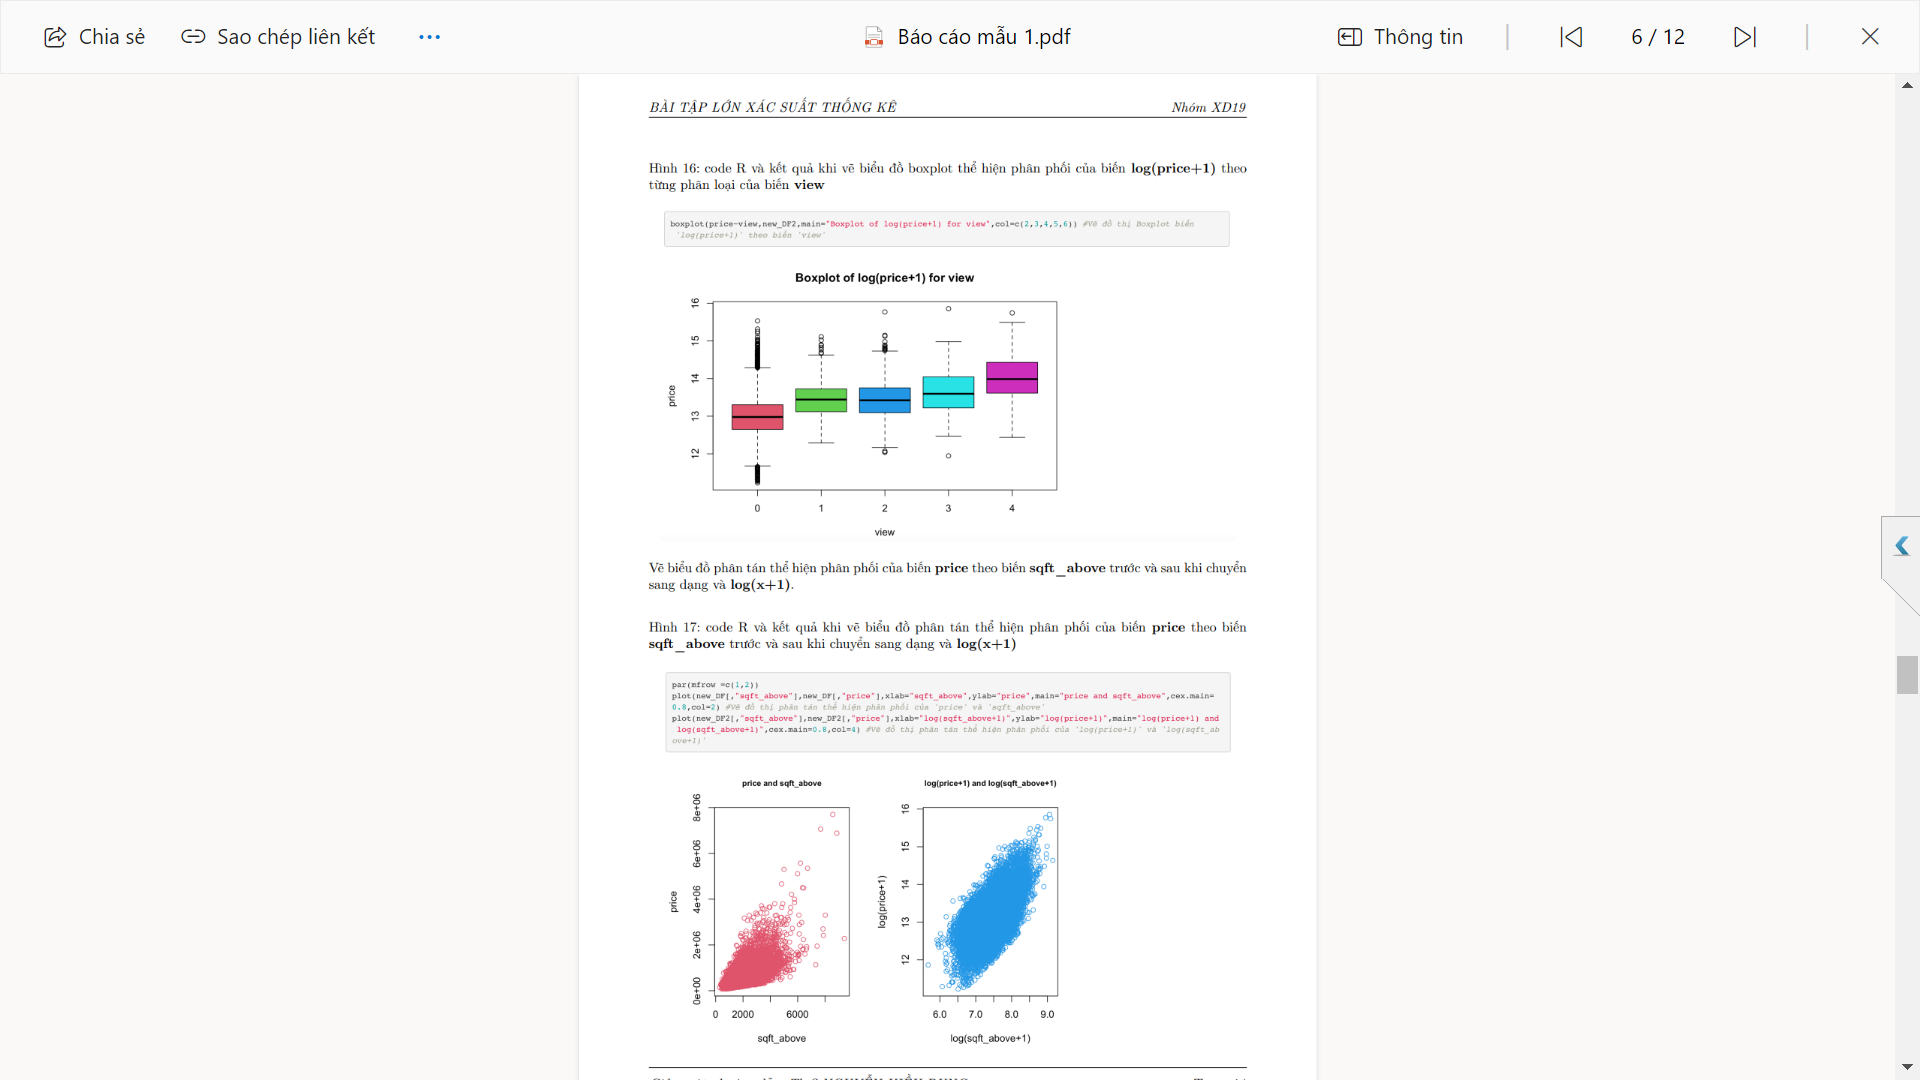 Chia sẻ
Sao chép liên kết
Báo cáo mẫu 1.pdf
Thông tin
6 / 12
BÀI TẬP LỚN XÁC SUẤT THỐNG KÊ
Nhóm XD19
Hình 16: code R và kết quả khi vẽ biểu đồ boxplot thể hiện phân phối của biến log(price+1) theo
từng phân loại của biến view
boxplot(price~view,new_DF2,main="Boxplot of log(price+1) for view",col=c(2,3,4,5,6)) #Vẽ đồ thị Boxplot biến
'log(price+1)' theo biến 'view'
Boxplot of log(price+1) for view
16
15
14
13
12
price
0 1 2 3 4
view
Vẽ biểu đồ phân tán thể hiện phân phối của biến price theo biến sqft_above trước và sau khi chuyển
sang dạng và log(x+1).
Hình 17: code R và kết quả khi vẽ biểu đồ phân tán thể hiện phân phối của biến price theo biến
sqft_above trước và sau khi chuyển sang dạng và log(x+1)
par(mfrow =c(1,2))
plot(new_DF[,"sqft_above"],new_DF[,"price"],xlab="sqft_above",ylab="price",main="price and sqft_above",cex.main=
0.8,col=2) #Vẽ đồ thị phân tán thể hiện phân phối của 'price' và 'sqft_above'
plot(new_DF2[,"sqft_above"],new_DF2[,"price"],xlab="log(sqft_above+1)",ylab="log(price+1)",main="log(price+1) and
log(sqft_above+1)",cex.main=0.8,col=4) #Vẽ đồ thị phân tán thể hiện phân phối của 'log(price+1)' và 'log(sqft_ab
ove+1)'
price and sqft_above
8e+06
6e+06
4e+06
2e+06
0e+00
price
0 2000 6000
sqft_above
log(price+1) and log(sqft_above+1)
16
15
14
13
12
log(price+1)
6.0 7.0 8.0 9.0
log(sqft_above+1)